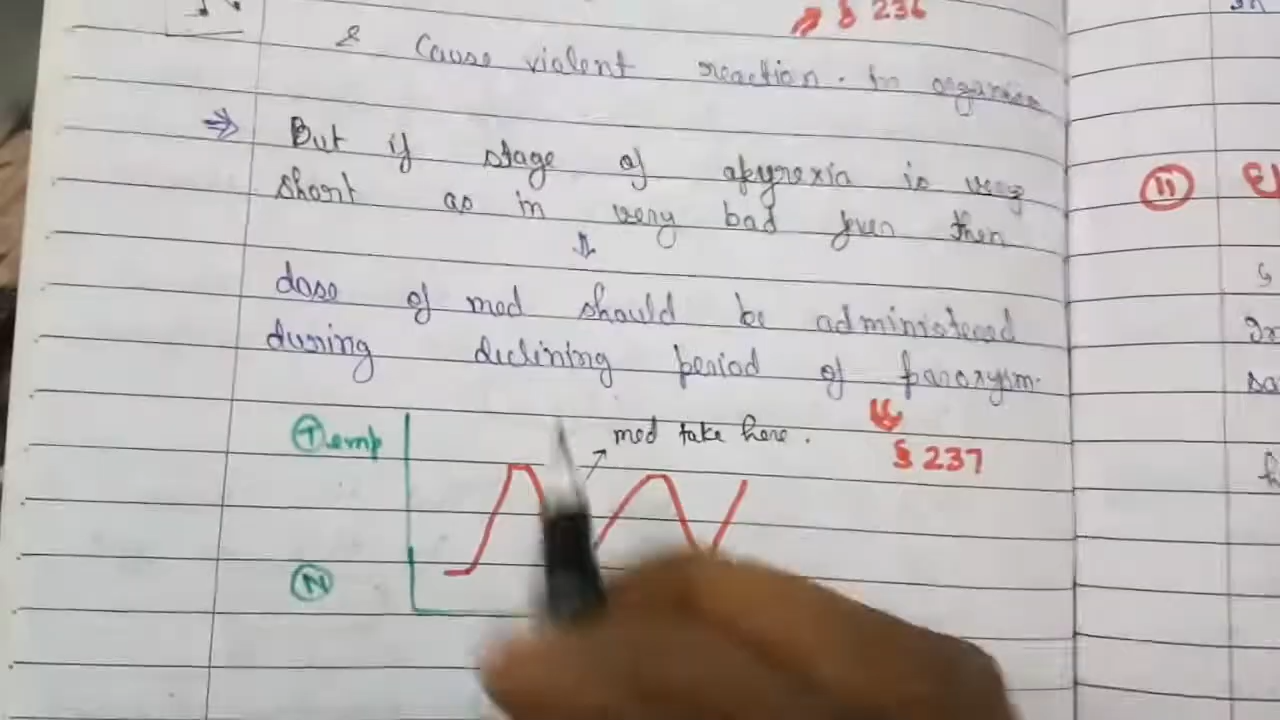 § 236
& Cause violent reaction. In organism
⇒ But if stage of apyrexia is very
short as in very bad fever then
↓
dose of med should be administered
during declining period of paroxysm.
Temp
med take here.
§ 237
N
11